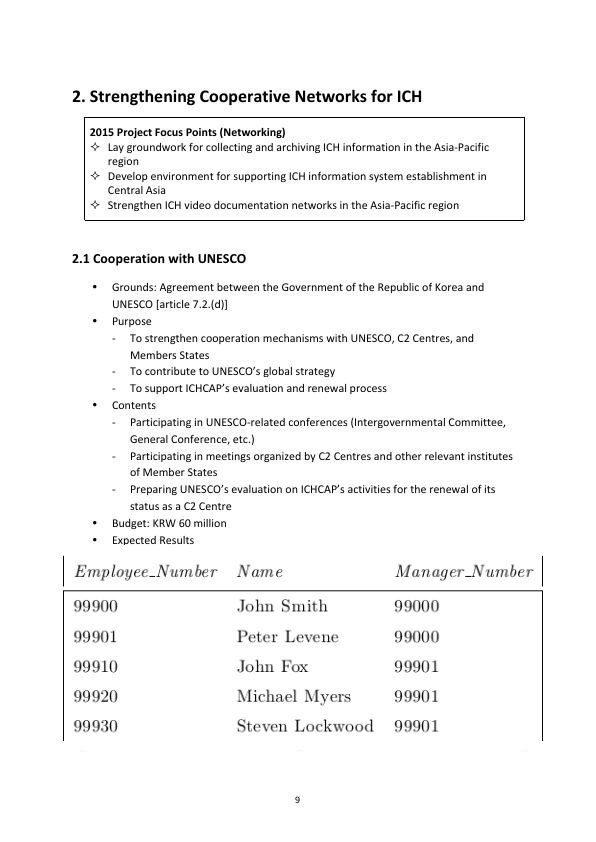 2. Strengthening Cooperative Networks for ICH
2015 Project Focus Points (Networking)
✧ Lay groundwork for collecting and archiving ICH information in the Asia-Pacific
region
✧ Develop environment for supporting ICH information system establishment in
Central Asia
✧ Strengthen ICH video documentation networks in the Asia-Pacific region
2.1 Cooperation with UNESCO
• Grounds: Agreement between the Government of the Republic of Korea and
UNESCO [article 7.2.(d)]
• Purpose
- To strengthen cooperation mechanisms with UNESCO, C2 Centres, and
Members States
- To contribute to UNESCO’s global strategy
- To support ICHCAP’s evaluation and renewal process
• Contents
- Participating in UNESCO-related conferences (Intergovernmental Committee,
General Conference, etc.)
- Participating in meetings organized by C2 Centres and other relevant institutes
of Member States
- Preparing UNESCO’s evaluation on ICHCAP’s activities for the renewal of its
status as a C2 Centre
• Budget: KRW 60 million
• Expected Results
Employee_Number Name Manager_Number
99900 John Smith 99000
99901 Peter Levene 99000
99910 John Fox 99901
99920 Michael Myers 99901
99930 Steven Lockwood 99901
9